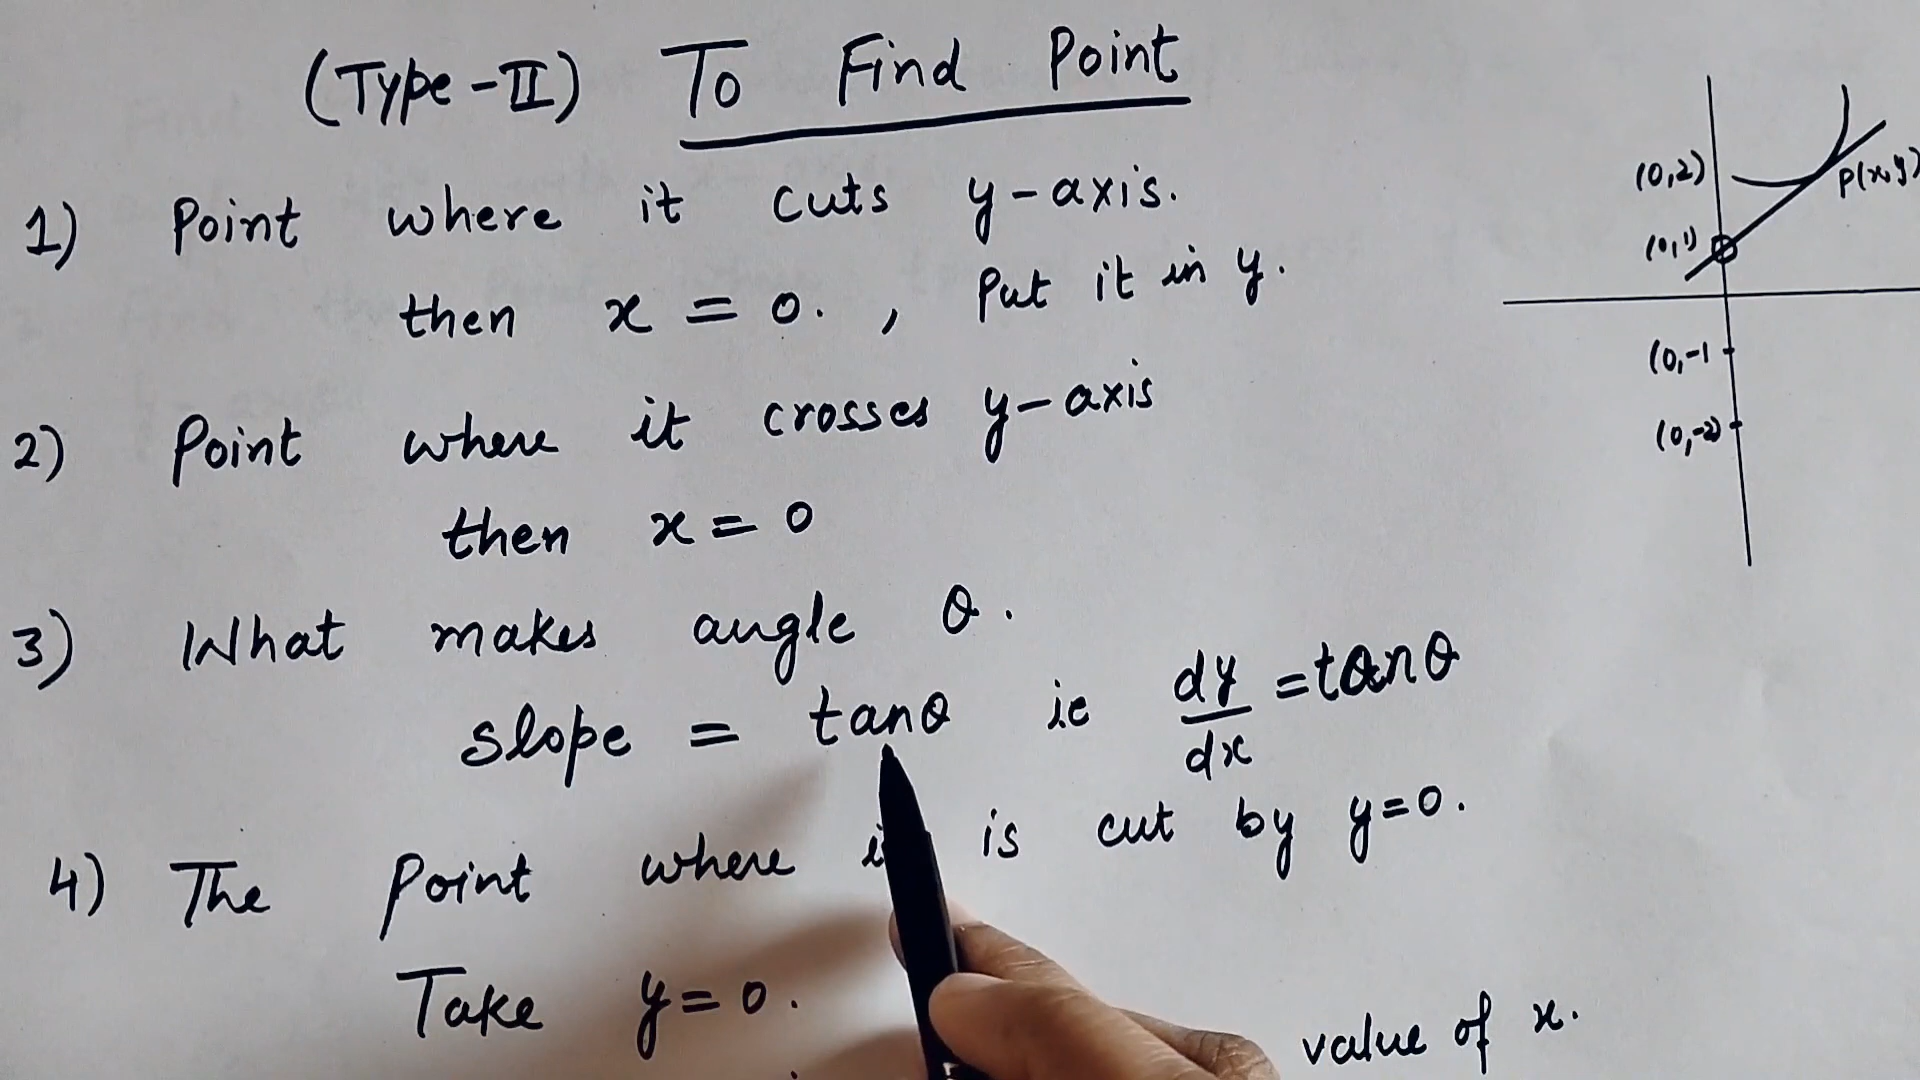 (Type-II) To Find Point
1) Point where it cuts y-axis.
then x = 0. , Put it in y.
2) Point where it crosses y-axis
then x = 0
3) What makes angle θ.
slope = tanθ ie dy/dx = tanθ
4) The Point where is cut by y=0.
Take y=0.
value of x.
(0,2)
P(x,y)
(0,1)
(0,-1
(0,-2)